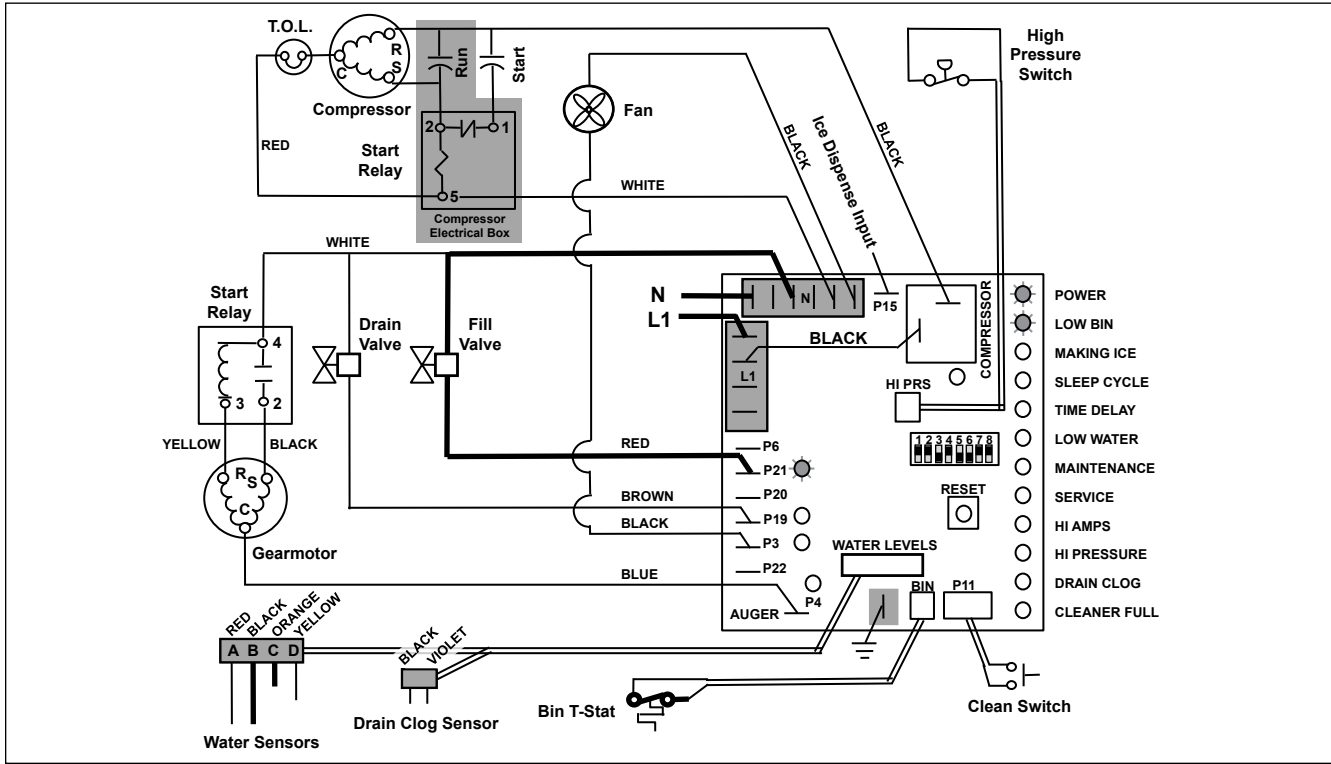 T.O.L.
R
S
C
Compressor
Run
Start
2
1
Start
Relay
5
Compressor
Electrical Box
RED
WHITE
Fan
BLACK
Ice Dispense Input
BLACK
High
Pressure
Switch
WHITE
Start
Relay
4
3
2
YELLOW
BLACK
R
S
C
Gearmotor
Drain
Valve
Fill
Valve
N
L1
N
P15
BLACK
L1
COMPRESSOR
HI PRS
1 2 3 4 5 6 7 8
RESET
RED
P6
P21
P20
BROWN
P19
BLACK
P3
P22
BLUE
P4
AUGER
WATER LEVELS
BIN
P11
POWER
LOW BIN
MAKING ICE
SLEEP CYCLE
TIME DELAY
LOW WATER
MAINTENANCE
SERVICE
HI AMPS
HI PRESSURE
DRAIN CLOG
CLEANER FULL
RED
BLACK
ORANGE
YELLOW
A B C D
Water Sensors
BLACK
VIOLET
Drain Clog Sensor
Bin T-Stat
Clean Switch